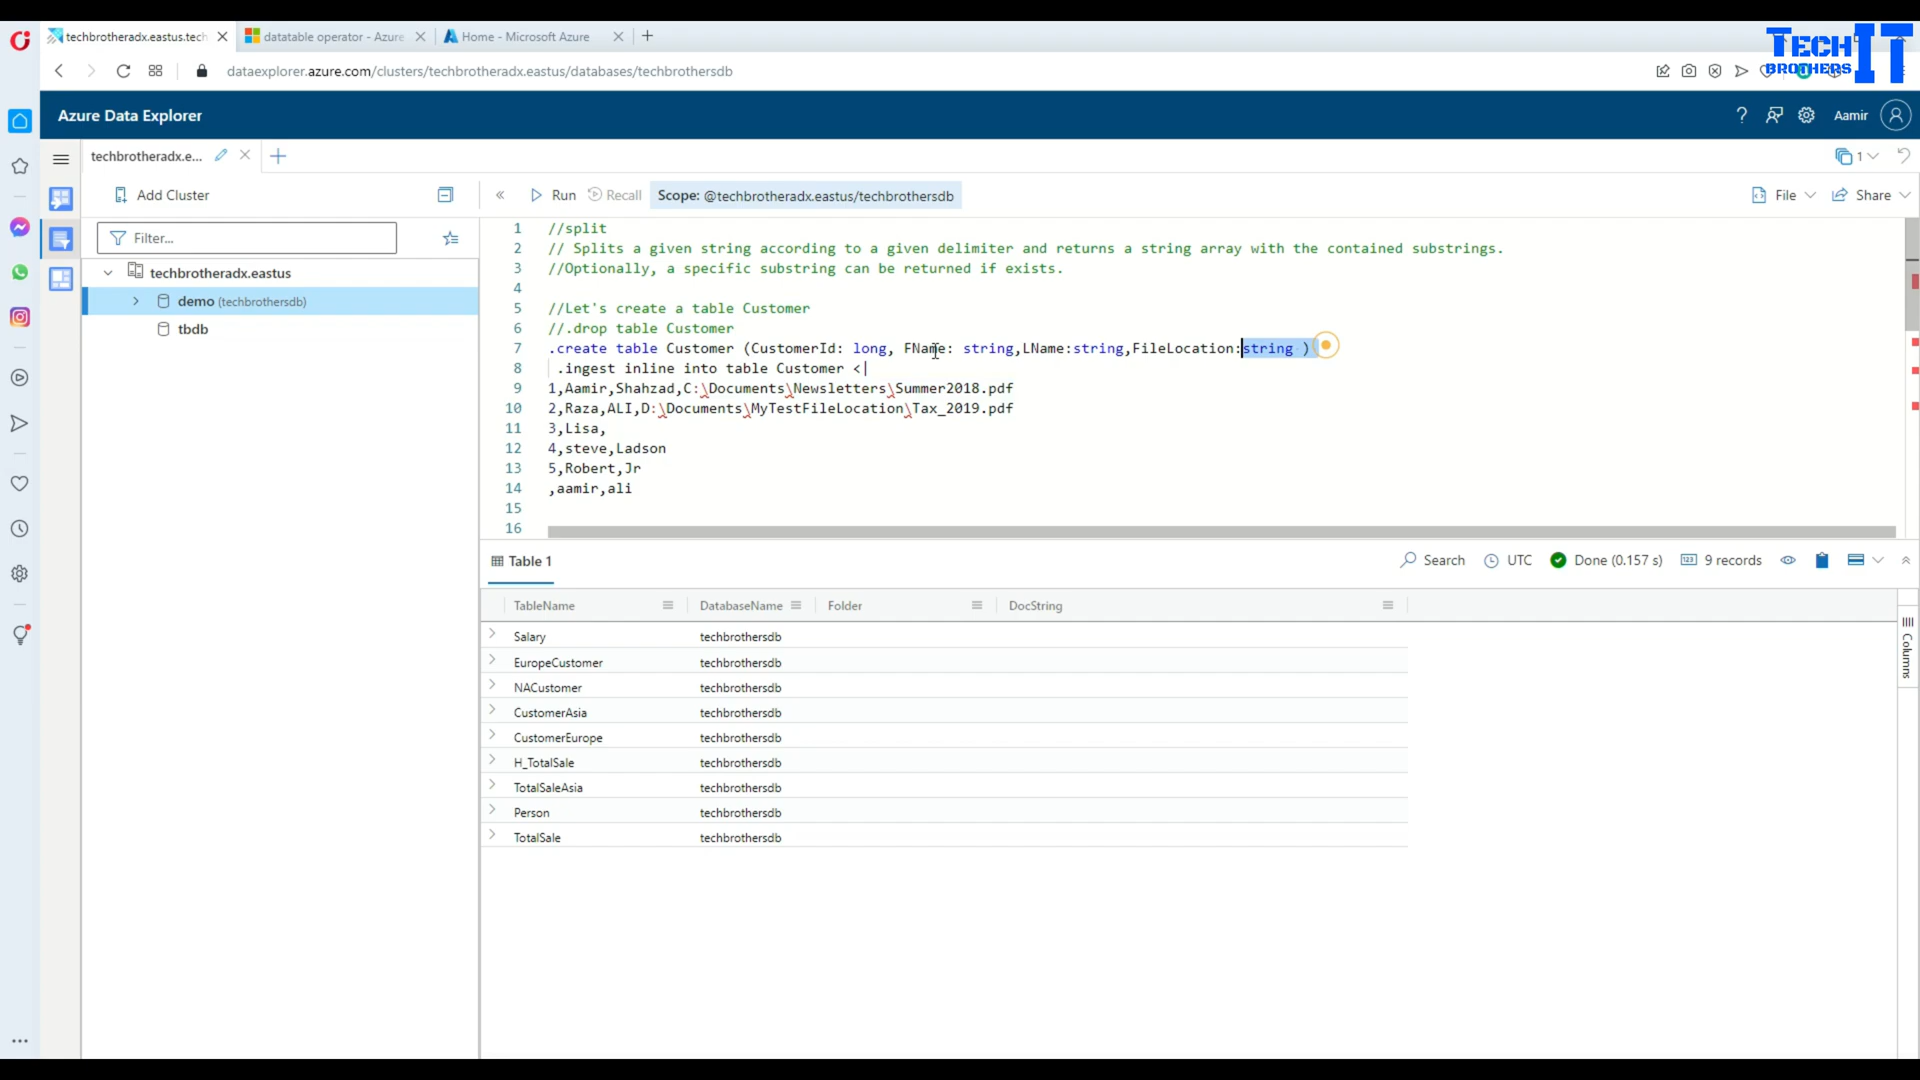 techbrotheradx.eastus.tech
datatable operator - Azure
Home - Microsoft Azure
dataexplorer.azure.com/clusters/techbrotheradx.eastus/databases/techbrothersdb
TECH IT
BROTHERS
Azure Data Explorer
Aamir
techbrotheradx.e...
1
Add Cluster
Run
Recall
Scope: @techbrotheradx.eastus/techbrothersdb
File
Share
Filter...
techbrotheradx.eastus
demo (techbrothersdb)
tbdb
1 //split
2 // Splits a given string according to a given delimiter and returns a string array with the contained substrings.
3 //Optionally, a specific substring can be returned if exists.
4
5 //Let's create a table Customer
6 //.drop table Customer
7 .create table Customer (CustomerId: long, FName: string,LName:string,FileLocation:string )
8 .ingest inline into table Customer <|
9 1,Aamir,Shahzad,C:\Documents\Newsletters\Summer2018.pdf
10 2,Raza,ALI,D:\Documents\MyTestFileLocation\Tax_2019.pdf
11 3,Lisa,
12 4,steve,Ladson
13 5,Robert,Jr
14 ,aamir,ali
15
16
Table 1
Search
UTC
Done (0.157 s)
9 records
TableName DatabaseName Folder DocString
Salary techbrothersdb
EuropeCustomer techbrothersdb
NACustomer techbrothersdb
CustomerAsia techbrothersdb
CustomerEurope techbrothersdb
H_TotalSale techbrothersdb
TotalSaleAsia techbrothersdb
Person techbrothersdb
TotalSale techbrothersdb
Columns